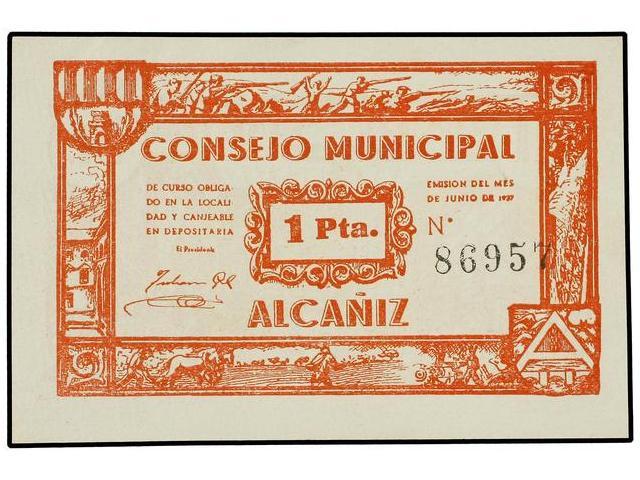 CONSEJO MUNICIPAL
DE CURSO OBLIGA-
DO EN LA LOCALI-
DAD Y CANJEABLE
EN DEPOSITARIA
El Presidente
1 Pta.
EMISION DEL MES
DE JUNIO DE 1937
N.°
86957
ALCAÑIZ